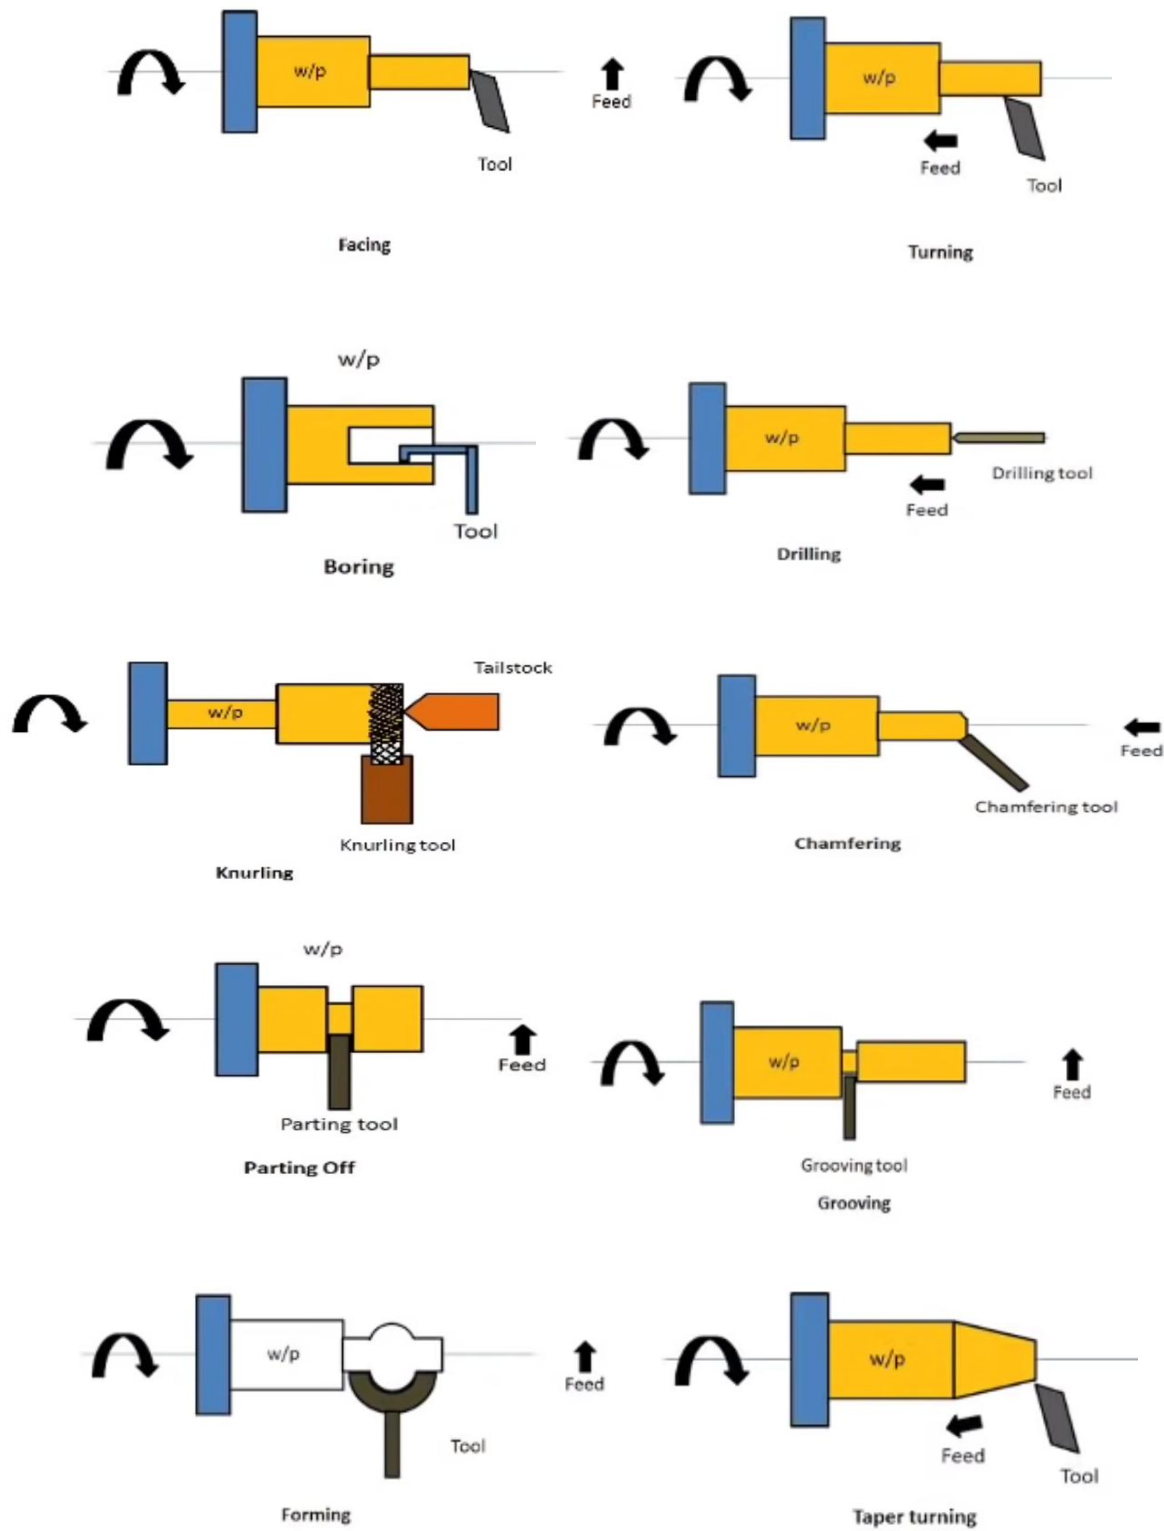 w/p
Feed
Tool
Facing
w/p
Feed
Tool
Turning
w/p
Tool
Boring
w/p
Drilling tool
Feed
Drilling
Tailstock
w/p
Knurling tool
Knurling
w/p
Feed
Chamfering tool
Chamfering
w/p
Feed
Parting tool
Parting Off
w/p
Feed
Grooving tool
Grooving
w/p
Feed
Tool
Forming
w/p
Feed
Tool
Taper turning